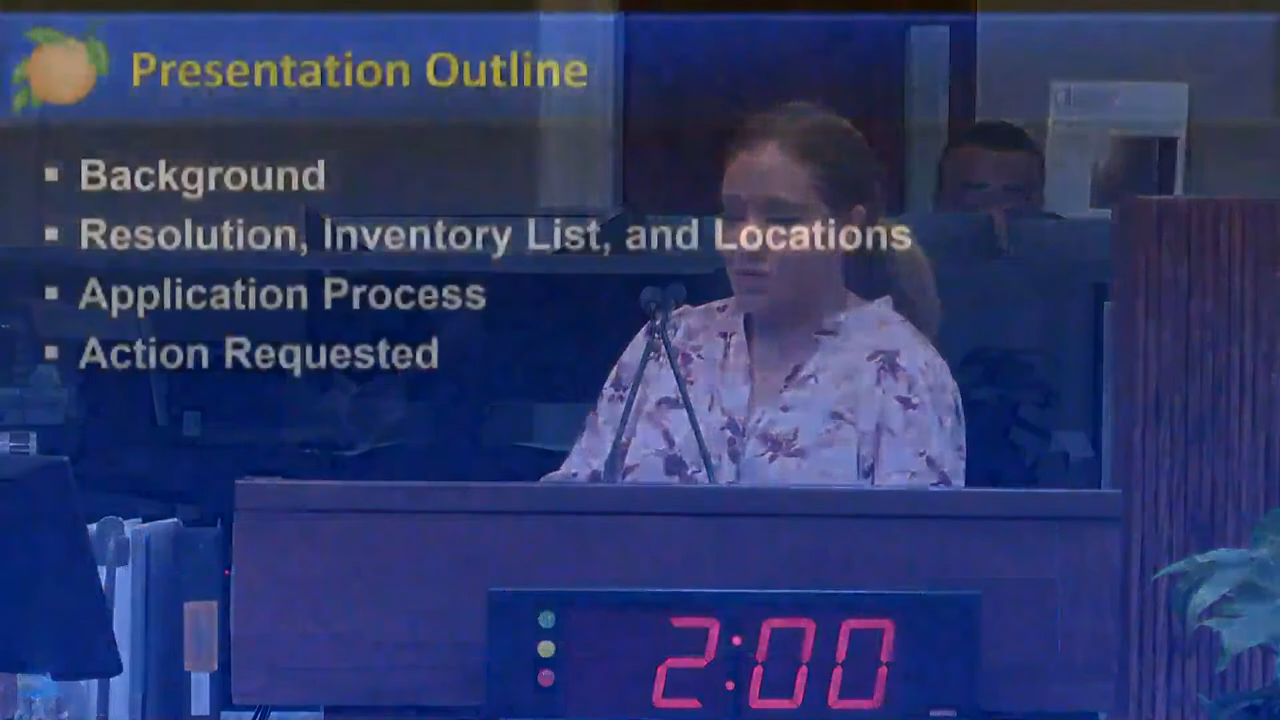 Presentation Outline
▪ Background
▪ Resolution, Inventory List, and Locations
▪ Application Process
▪ Action Requested
2:00